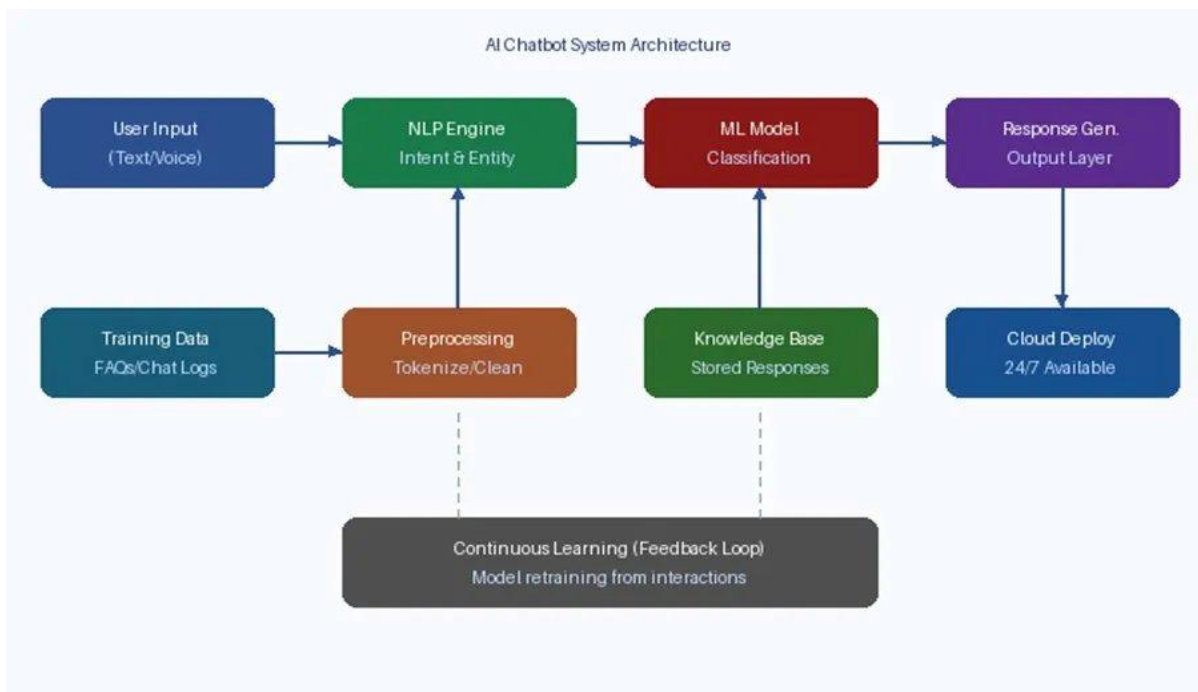 AI Chatbot System Architecture
User Input
(Text/Voice)
NLP Engine
Intent & Entity
ML Model
Classification
Response Gen.
Output Layer
Training Data
FAQs/Chat Logs
Preprocessing
Tokenize/Clean
Knowledge Base
Stored Responses
Cloud Deploy
24/7 Available
Continuous Learning (Feedback Loop)
Model retraining from interactions